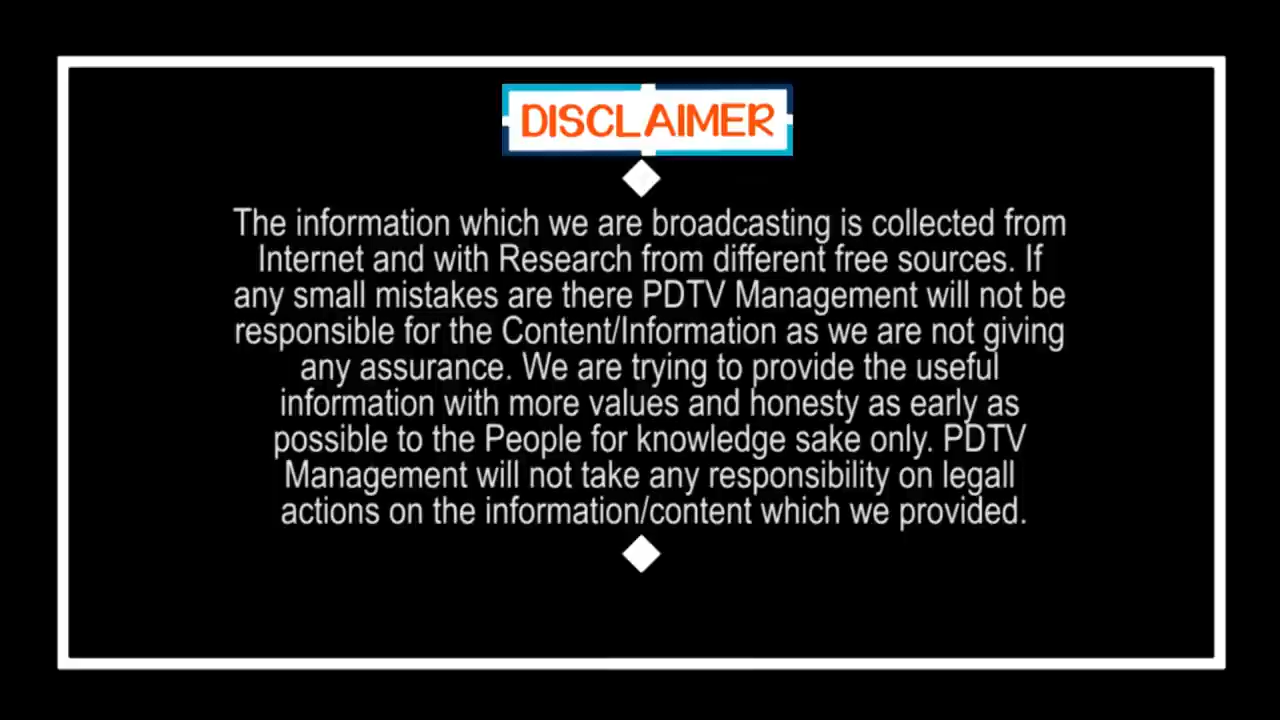 DISCLAIMER
The information which we are broadcasting is collected from
Internet and with Research from different free sources. If
any small mistakes are there PDTV Management will not be
responsible for the Content/Information as we are not giving
any assurance. We are trying to provide the useful
information with more values and honesty as early as
possible to the People for knowledge sake only. PDTV
Management will not take any responsibility on legall
actions on the information/content which we provided.